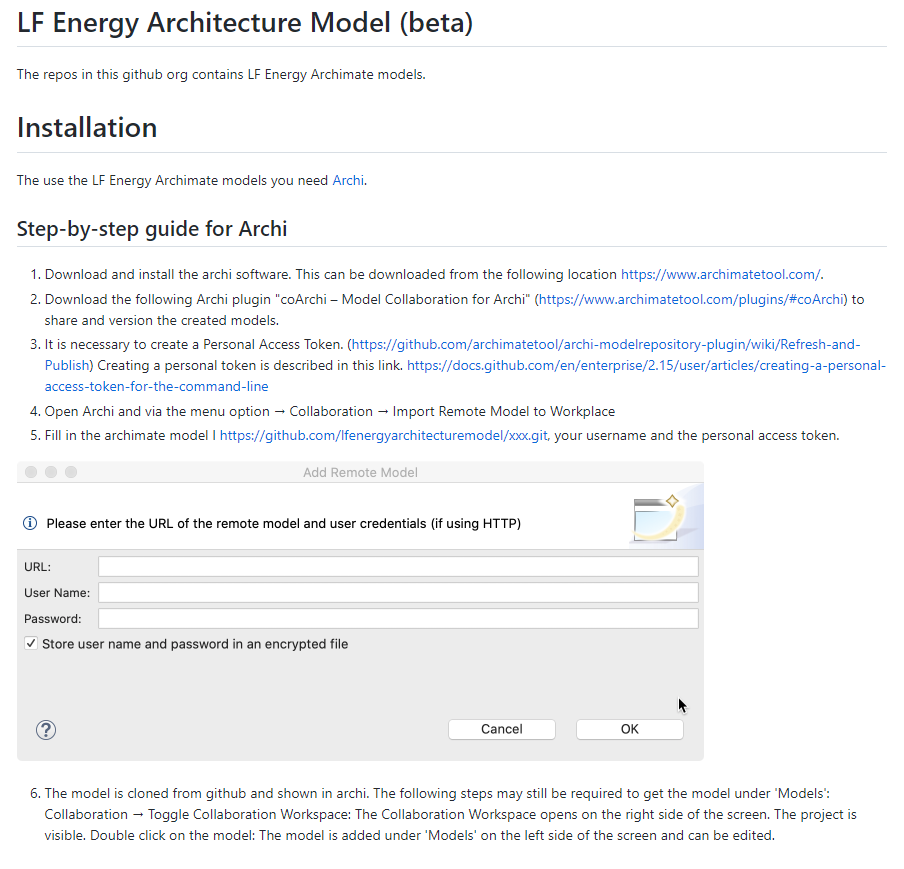 LF Energy Architecture Model (beta)
The repos in this github org contains LF Energy Archimate models.
Installation
The use the LF Energy Archimate models you need Archi.
Step-by-step guide for Archi
1. Download and install the archi software. This can be downloaded from the following location https://www.archimatetool.com/.
2. Download the following Archi plugin "coArchi – Model Collaboration for Archi" (https://www.archimatetool.com/plugins/#coArchi) to
share and version the created models.
3. It is necessary to create a Personal Access Token. (https://github.com/archimatetool/archi-modelrepository-plugin/wiki/Refresh-and-
Publish) Creating a personal token is described in this link. https://docs.github.com/en/enterprise/2.15/user/articles/creating-a-personal-
access-token-for-the-command-line
4. Open Archi and via the menu option → Collaboration → Import Remote Model to Workplace
5. Fill in the archimate model l https://github.com/lfenergyarchitecturemodel/xxx.git, your username and the personal access token.
Add Remote Model
Please enter the URL of the remote model and user credentials (if using HTTP)
URL:
User Name:
Password:
Store user name and password in an encrypted file
Cancel
OK
6. The model is cloned from github and shown in archi. The following steps may still be required to get the model under 'Models':
Collaboration → Toggle Collaboration Workspace: The Collaboration Workspace opens on the right side of the screen. The project is
visible. Double click on the model: The model is added under 'Models' on the left side of the screen and can be edited.